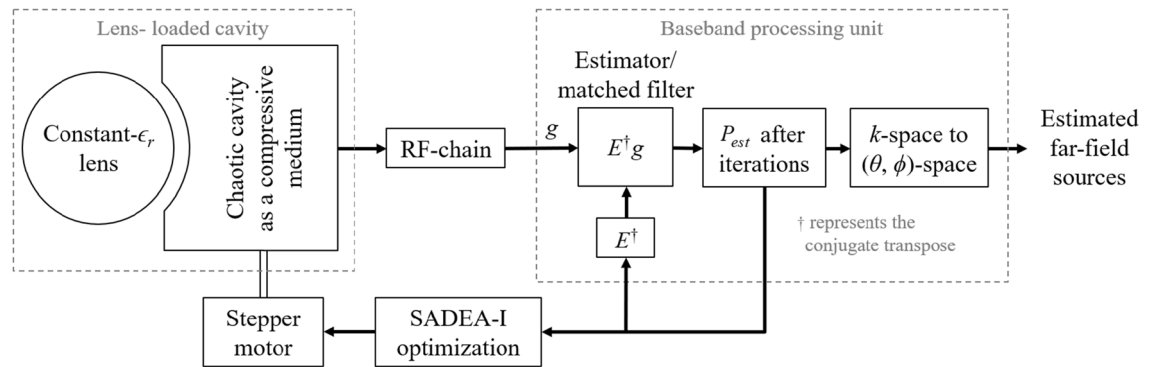 Lens- loaded cavity
Constant-ϵᵣ
lens
Chaotic cavity
as a compressive
medium
RF-chain
g
Baseband processing unit
Estimator/
matched filter
E†g
E†
P_est after
iterations
k-space to
(θ, ϕ)-space
Estimated
far-field
sources
† represents the
conjugate transpose
Stepper
motor
SADEA-I
optimization